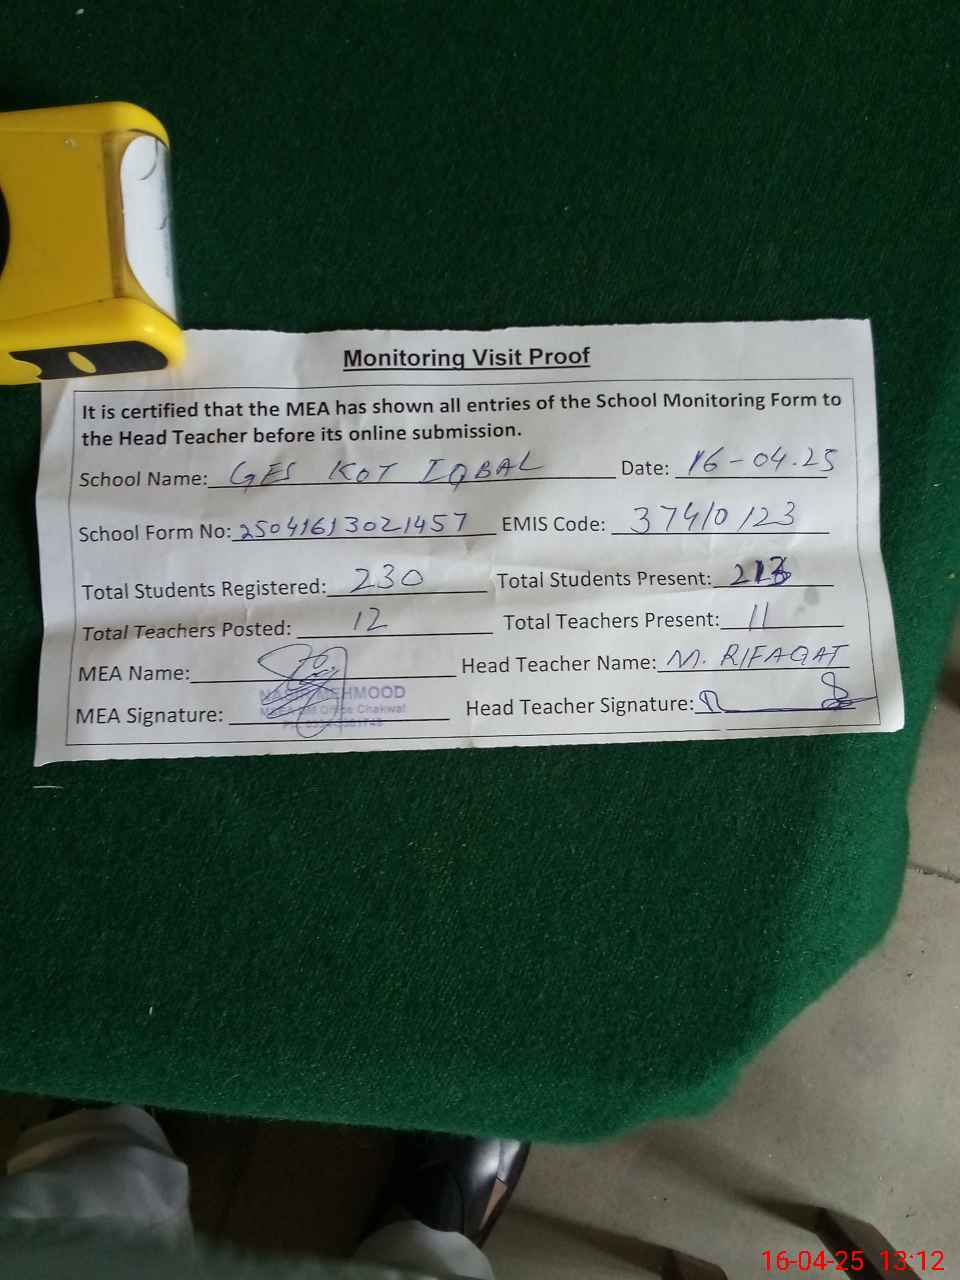 Monitoring Visit Proof
It is certified that the MEA has shown all entries of the School Monitoring Form to
the Head Teacher before its online submission.
School Name: GES KOT IQBAL Date: 16-04.25
School Form No: 25041613021457 EMIS Code: 37410123
Total Students Registered: 230 Total Students Present:
Total Teachers Posted: 12 Total Teachers Present: 11
MEA Name: Head Teacher Name: M. RIFAQAT
MEHMOOD
MEA Signature: Head Teacher Signature:
Office Chakwal
16-04-25 13:12